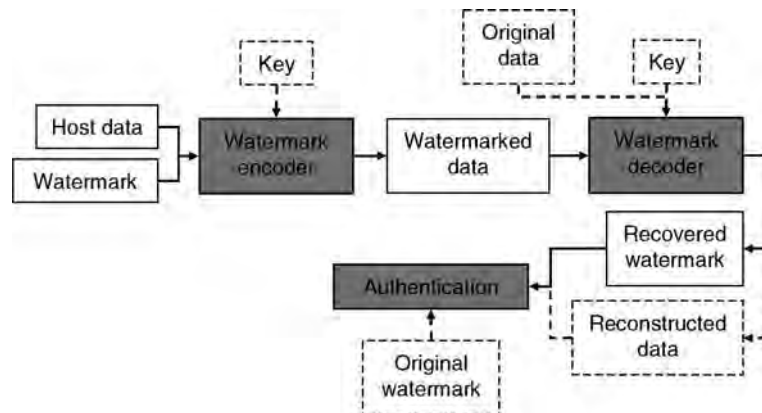 Original
data
Key
Key
Host data
Watermark
Watermark
encoder
Watermarked
data
Watermark
decoder
Recovered
watermark
Authentication
Reconstructed
data
Original
watermark